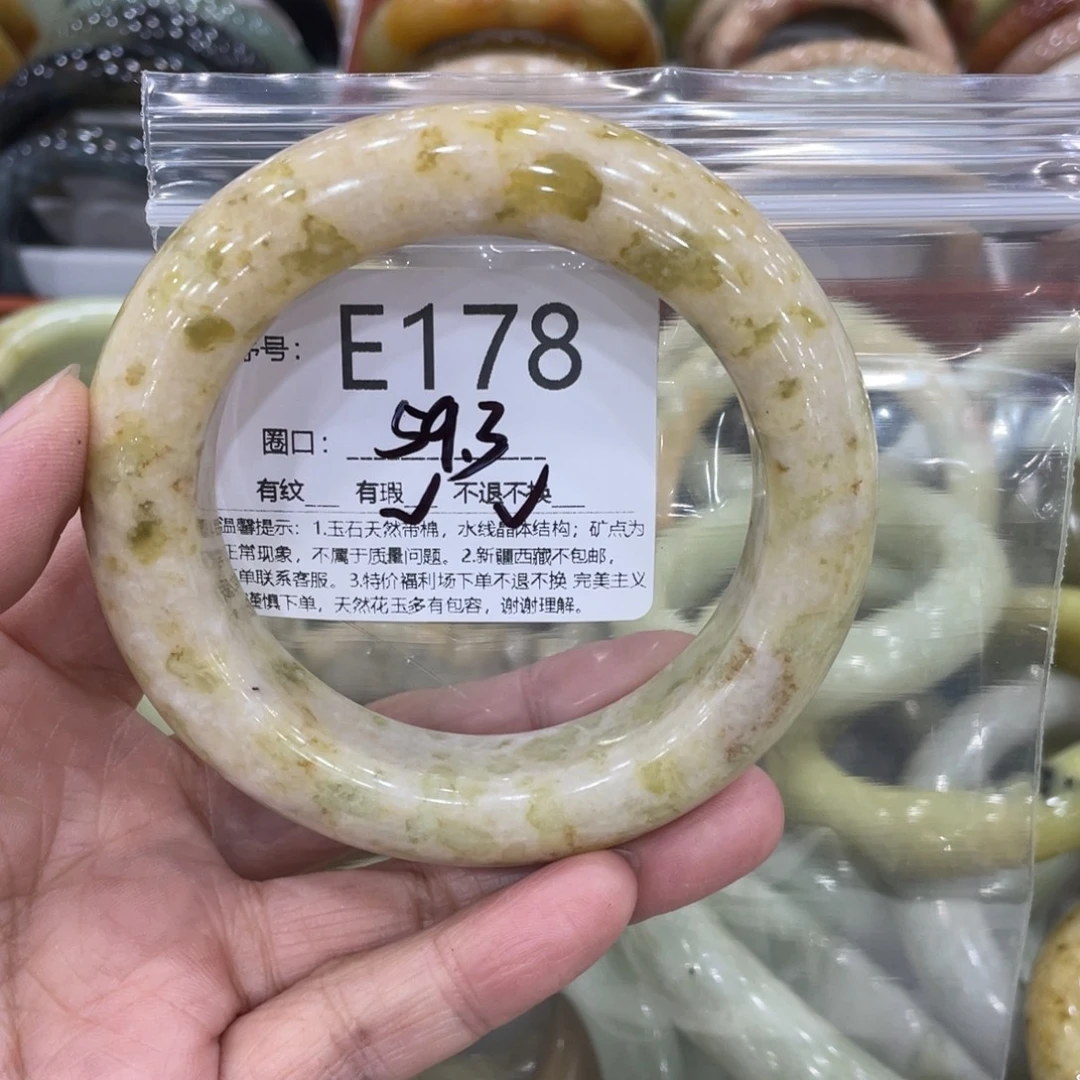 序号： E178
圈口： 59.3
有纹 有瑕✓ 不退不换✓
温馨提示：1.玉石天然带棉，水线晶体结构；矿点为
正常现象，不属于质量问题。2.新疆西藏不包邮，
单联系客服。3.特价福利场下单不退不换 完美主义
谨慎下单，天然花玉多有包容，谢谢理解。